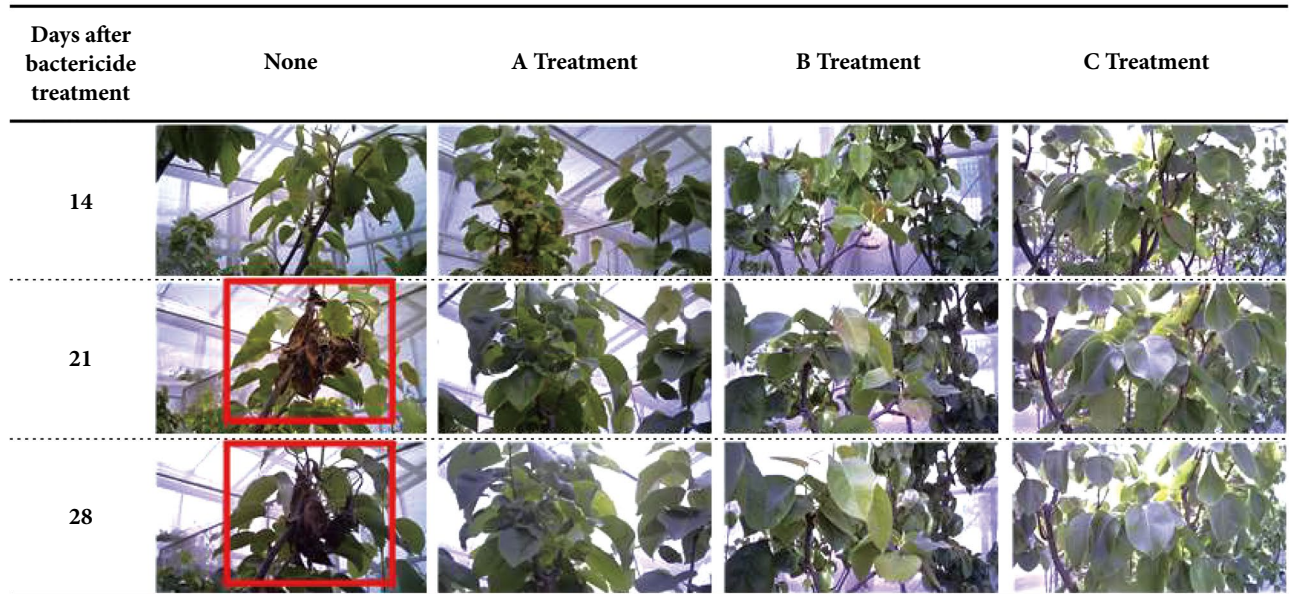 Days after
bactericide
treatment
None
A Treatment
B Treatment
C Treatment
14
21
28